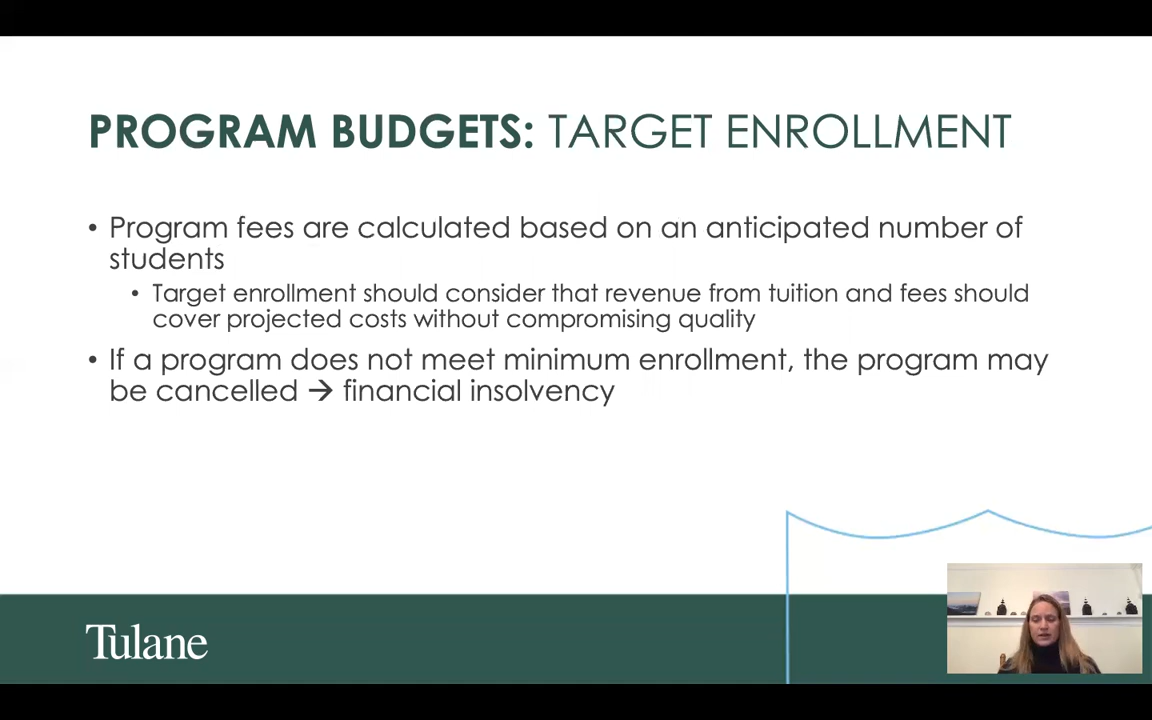 PROGRAM BUDGETS: TARGET ENROLLMENT
• Program fees are calculated based on an anticipated number of
students
• Target enrollment should consider that revenue from tuition and fees should
cover projected costs without compromising quality
• If a program does not meet minimum enrollment, the program may
be cancelled → financial insolvency
Tulane